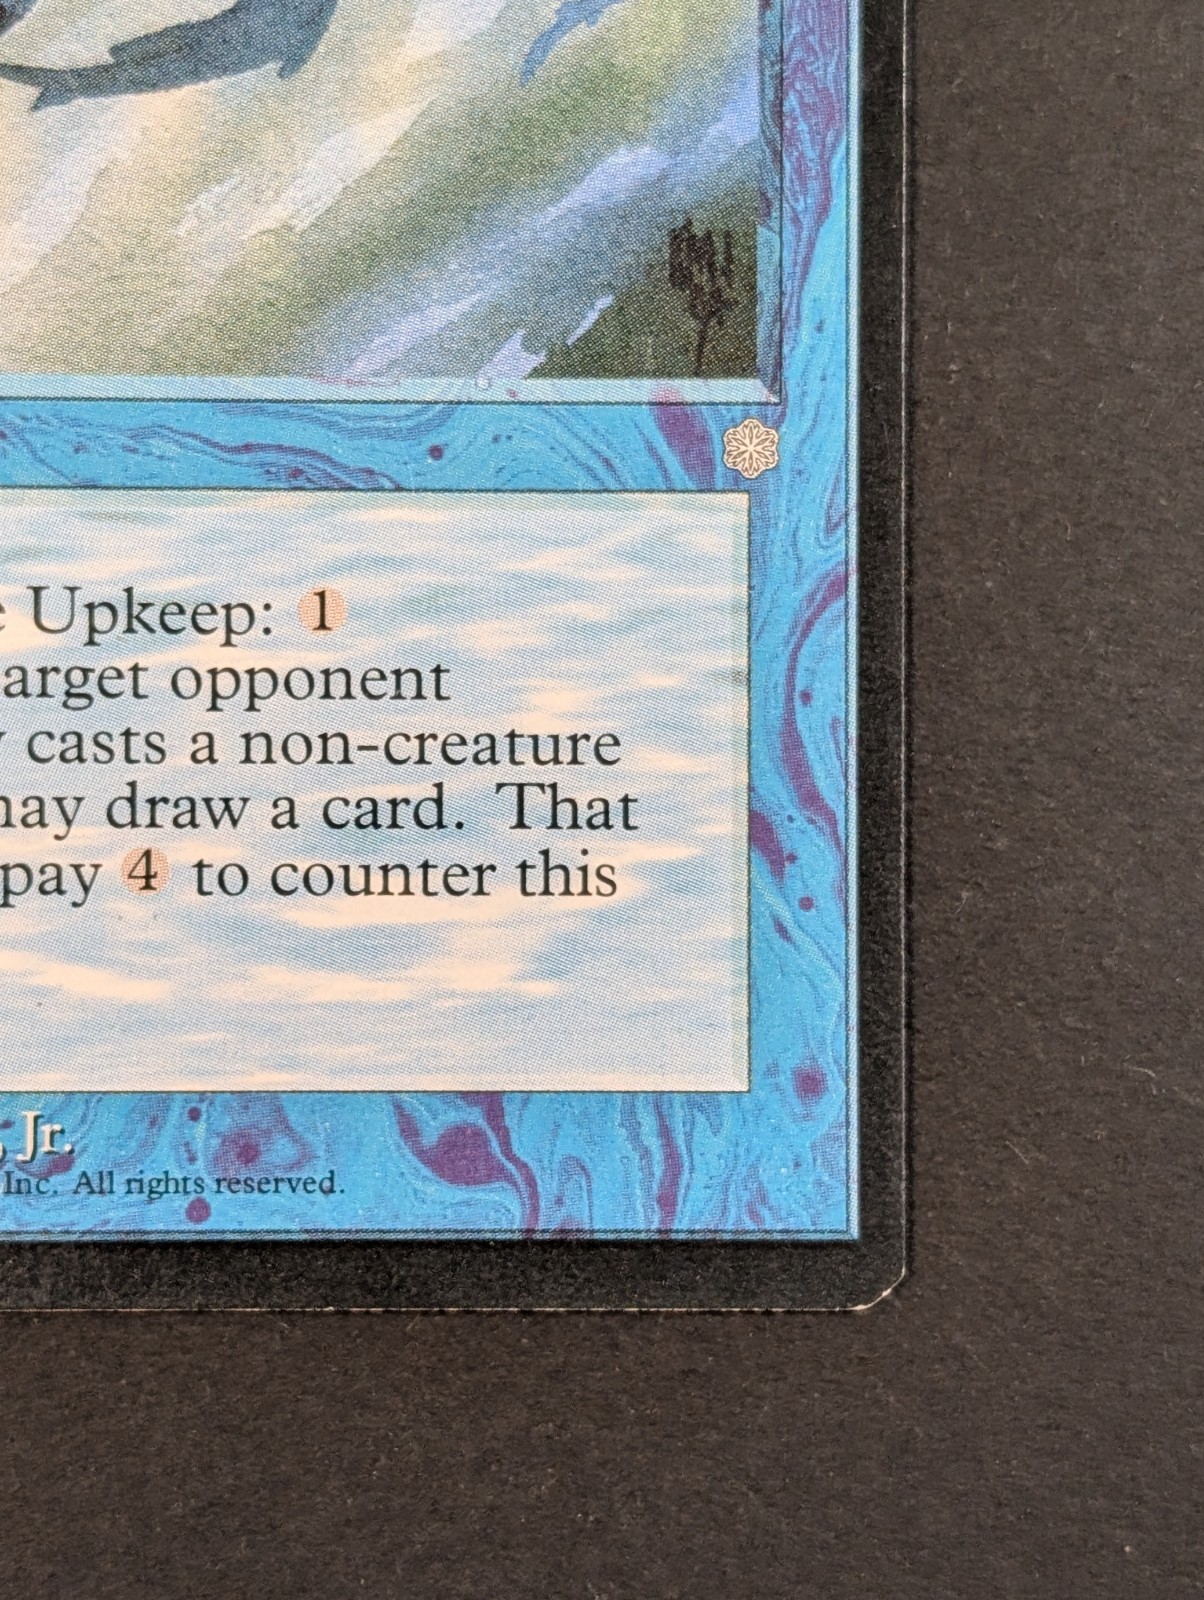 e Upkeep: 1
arget opponent
y casts a non-creature
may draw a card. That
pay 4 to counter this
, Jr.
Inc. All rights reserved.